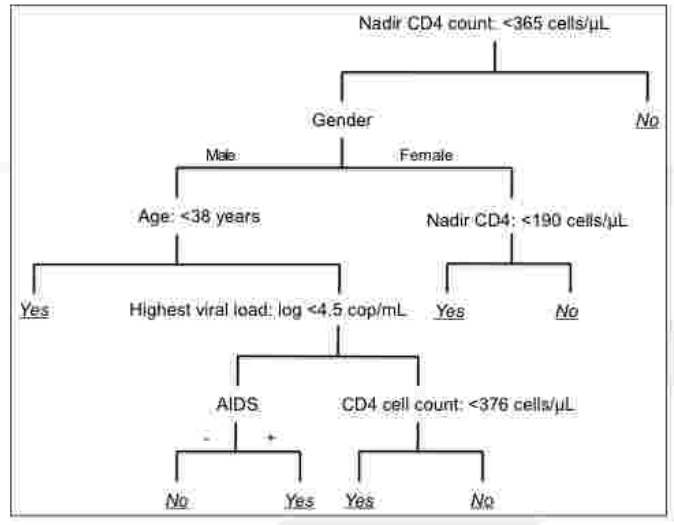 Nadir CD4 count: <365 cells/µL
Gender
No
Male
Female
Age: <38 years
Nadir CD4: <190 cells/µL
Yes
Highest viral load: log <4.5 cop/mL
Yes
No
AIDS
CD4 cell count: <376 cells/µL
- +
No
Yes
Yes
No